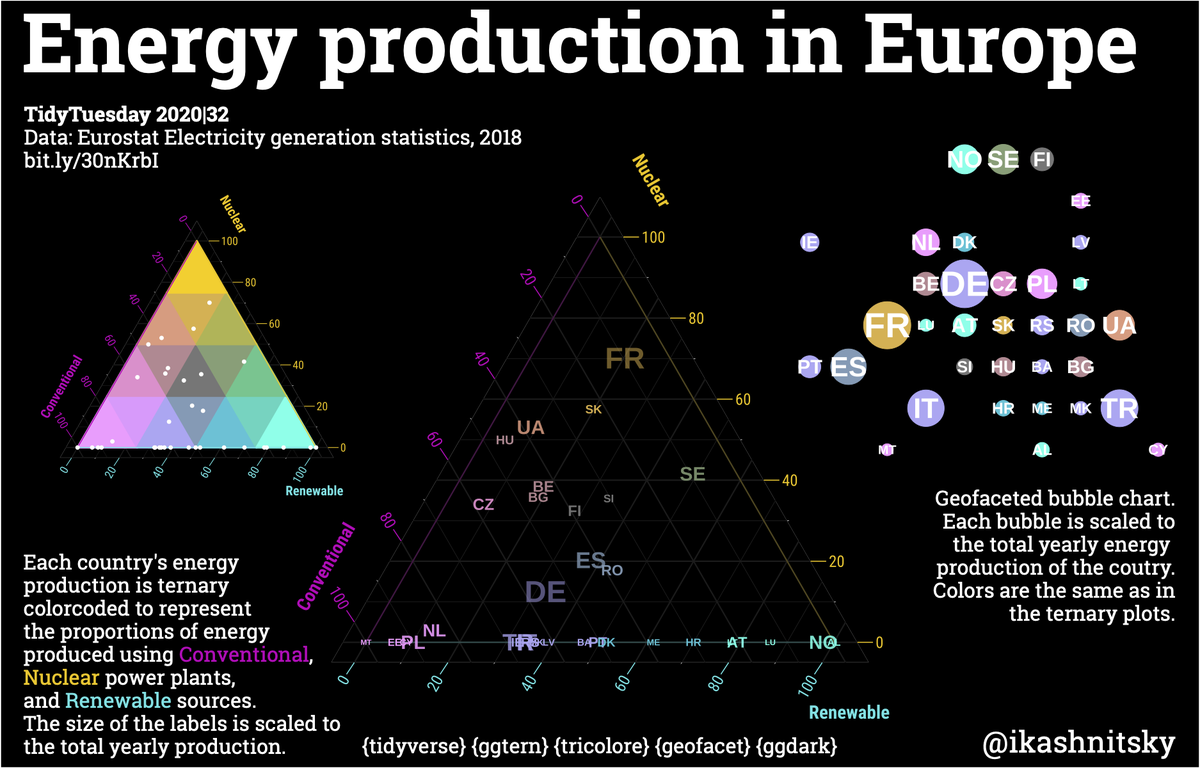 Energy production in Europe
TidyTuesday 2020|32
Data: Eurostat Electricity generation statistics, 2018
bit.ly/30nKrbI
Nuclear
0
20
40
60
80
100
Conventional
100
80
60
40
20
0
0
20
40
60
80
100
Renewable
Nuclear
0
20
40
60
80
100
Conventional
100
80
60
40
20
0
FR
SK
UA
HU
SE
BE
BG
SI
CZ
FI
ES
RO
DE
NL
MT
PL
TR
LV
BA
DK
ME
HR
AT
LU
NO
AL
0
20
40
60
80
100
Renewable
NO SE FI
EE
IE NL DK LV
BE DE CZ PL LT
FR LU AT SK RS RO UA
PT ES SI HU BA BG
IT HR ME MK TR
MT AL CY
Geofaceted bubble chart.
Each bubble is scaled to
the total yearly energy
production of the coutry.
Colors are the same as in
the ternary plots.
Each country's energy
production is ternary
colorcoded to represent
the proportions of energy
produced using Conventional,
Nuclear power plants,
and Renewable sources.
The size of the labels is scaled to
the total yearly production.
{tidyverse} {ggtern} {tricolore} {geofacet} {ggdark}
@ikashnitsky